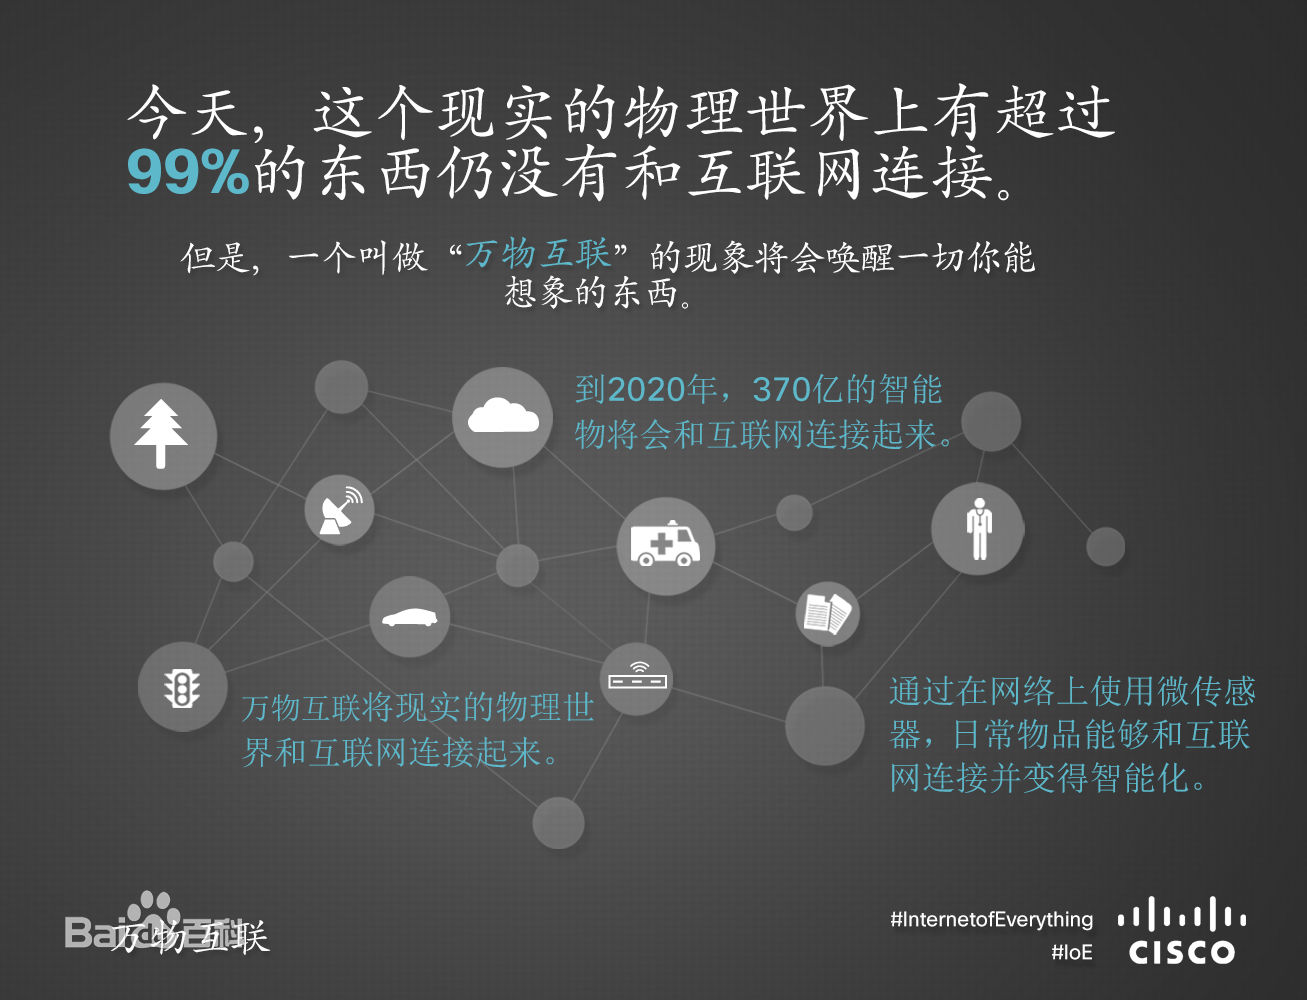 今天，这个现实的物理世界上有超过
99%的东西仍没有和互联网连接。
但是，一个叫做“万物互联”的现象将会唤醒一切你能
想象的东西。
到2020年，370亿的智能
物将会和互联网连接起来。
万物互联将现实的物理世
界和互联网连接起来。
通过在网络上使用微传感
器，日常物品能够和互联
网连接并变得智能化。
Baidu百科
万物互联
#InternetofEverything
#IoE
CISCO